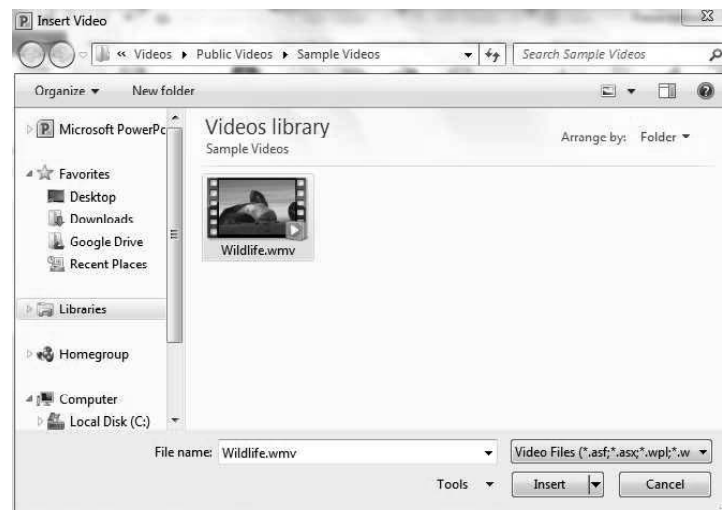 Insert Video
« Videos ▸ Public Videos ▸ Sample Videos
Search Sample Videos
Organize ▾ New folder
Microsoft PowerPc
Favorites
Desktop
Downloads
Google Drive
Recent Places
Libraries
Homegroup
Computer
Local Disk (C:)
Videos library
Sample Videos
Arrange by: Folder ▾
Wildlife.wmv
File name: Wildlife.wmv
Video Files (*.asf;*.asx;*.wpl;*.w
Tools ▾ Insert Cancel